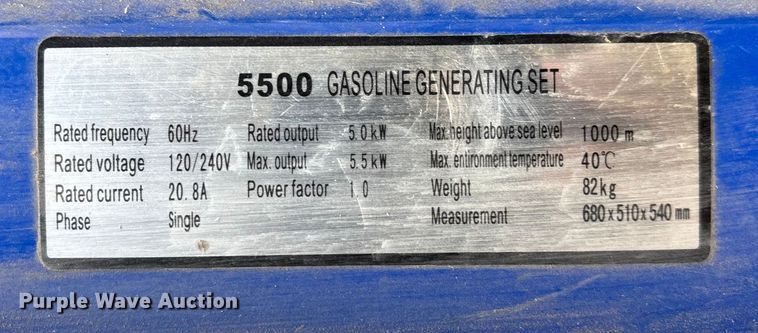 5500 GASOLINE GENERATING SET
Rated frequency 60Hz Rated output 5.0kW Max. height above sea level 1000 m
Rated voltage 120/240V Max. output 5.5kW Max. entironment temperature 40℃
Rated current 20.8A Power factor 1.0 Weight 82kg
Phase Single Measurement 680x510x540 mm
Purple Wave Auction